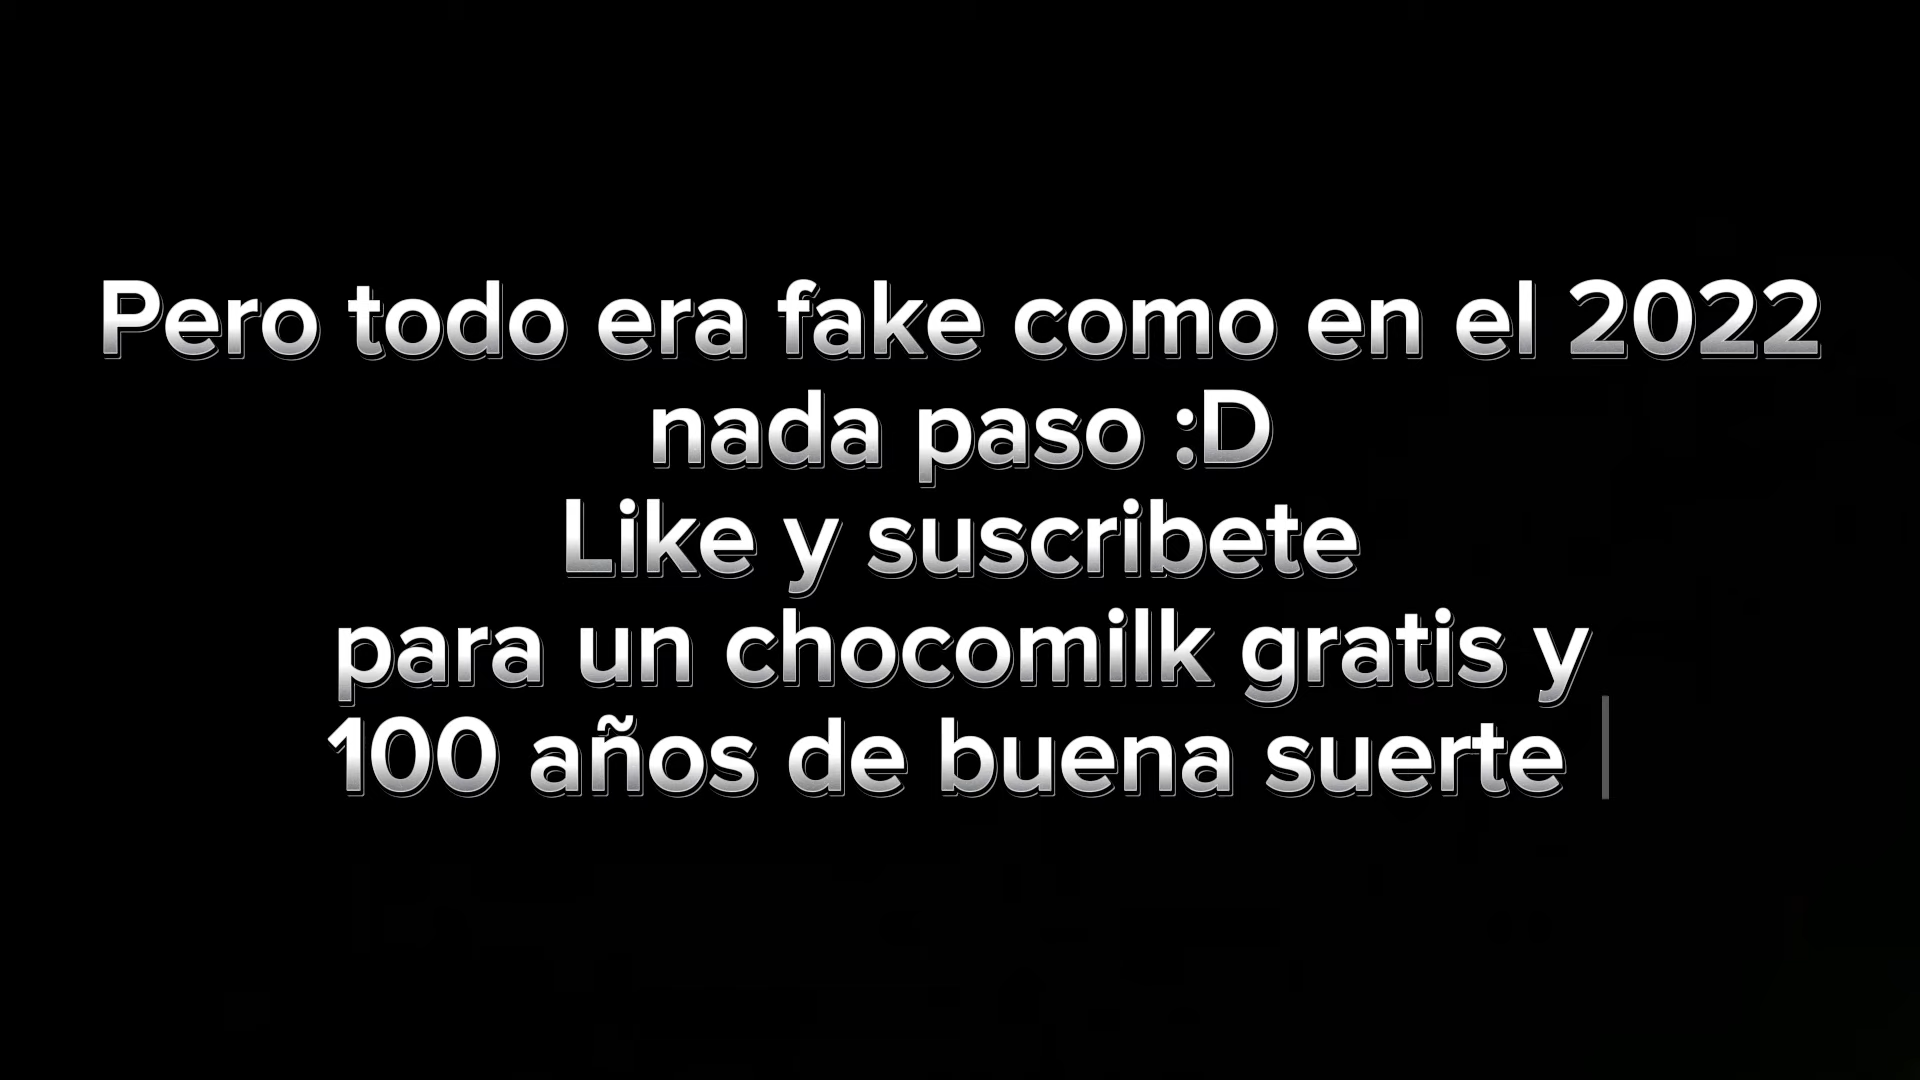 Pero todo era fake como en el 2022
nada paso :D
Like y suscribete
para un chocomilk gratis y
100 años de buena suerte